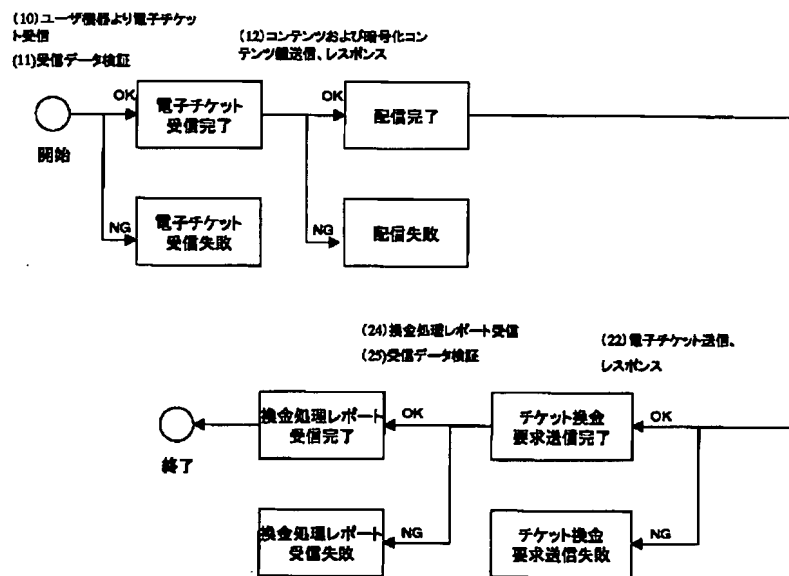 (10)ユーザ機器より電子チケッ
ト受信
(11)受信データ検証
(12)コンテンツおよび暗号化コン
テンツ鍵送信、レスポンス
開始
OK
電子チケット
受信完了
OK
配信完了
NG
電子チケット
受信失敗
NG
配信失敗
(24)換金処理レポート受信
(25)受信データ検証
(22)電子チケット送信、
レスポンス
終了
換金処理レポート
受信完了
OK
チケット換金
要求送信完了
OK
換金処理レポート
受信失敗
NG
チケット換金
要求送信失敗
NG